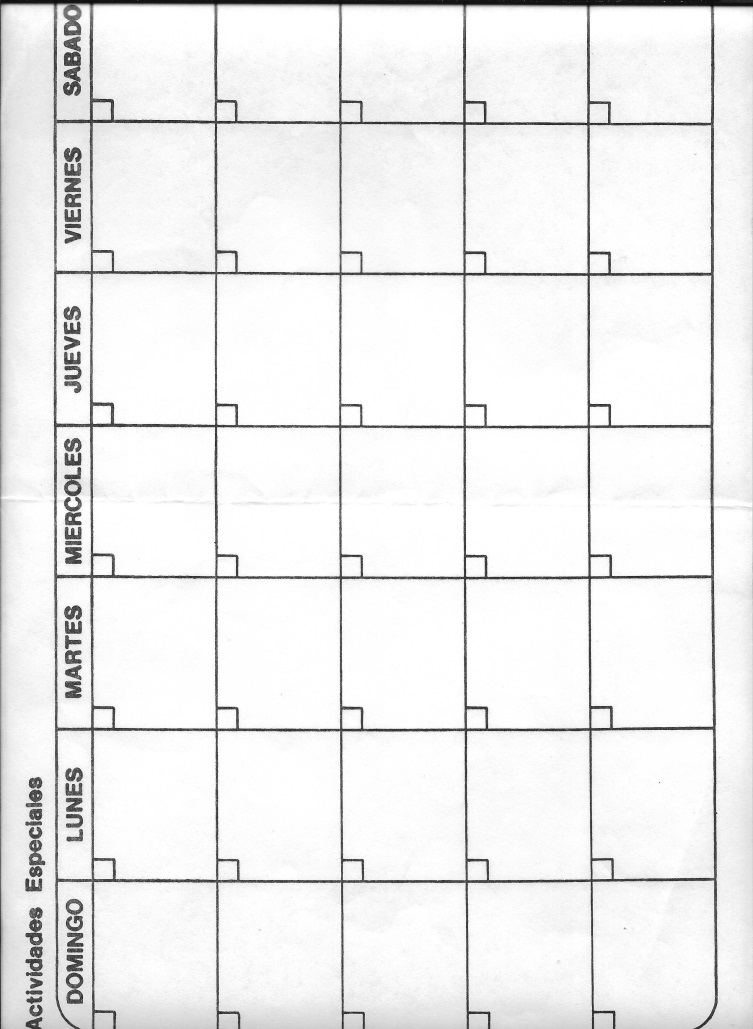 Actividades Especiales
DOMINGO LUNES MARTES MIERCOLES JUEVES VIERNES SABADO